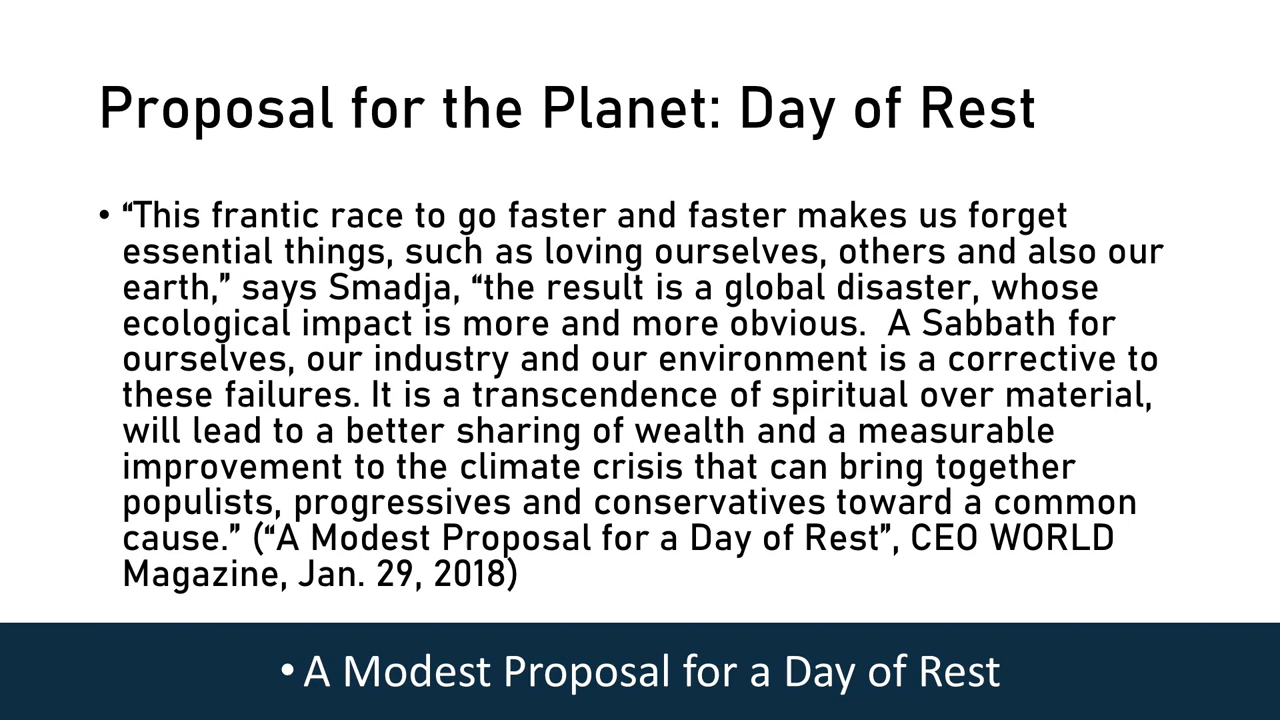 Proposal for the Planet: Day of Rest
• “This frantic race to go faster and faster makes us forget
essential things, such as loving ourselves, others and also our
earth,” says Smadja, “the result is a global disaster, whose
ecological impact is more and more obvious.  A Sabbath for
ourselves, our industry and our environment is a corrective to
these failures. It is a transcendence of spiritual over material,
will lead to a better sharing of wealth and a measurable
improvement to the climate crisis that can bring together
populists, progressives and conservatives toward a common
cause.” (“A Modest Proposal for a Day of Rest”, CEO WORLD
Magazine, Jan. 29, 2018)
• A Modest Proposal for a Day of Rest